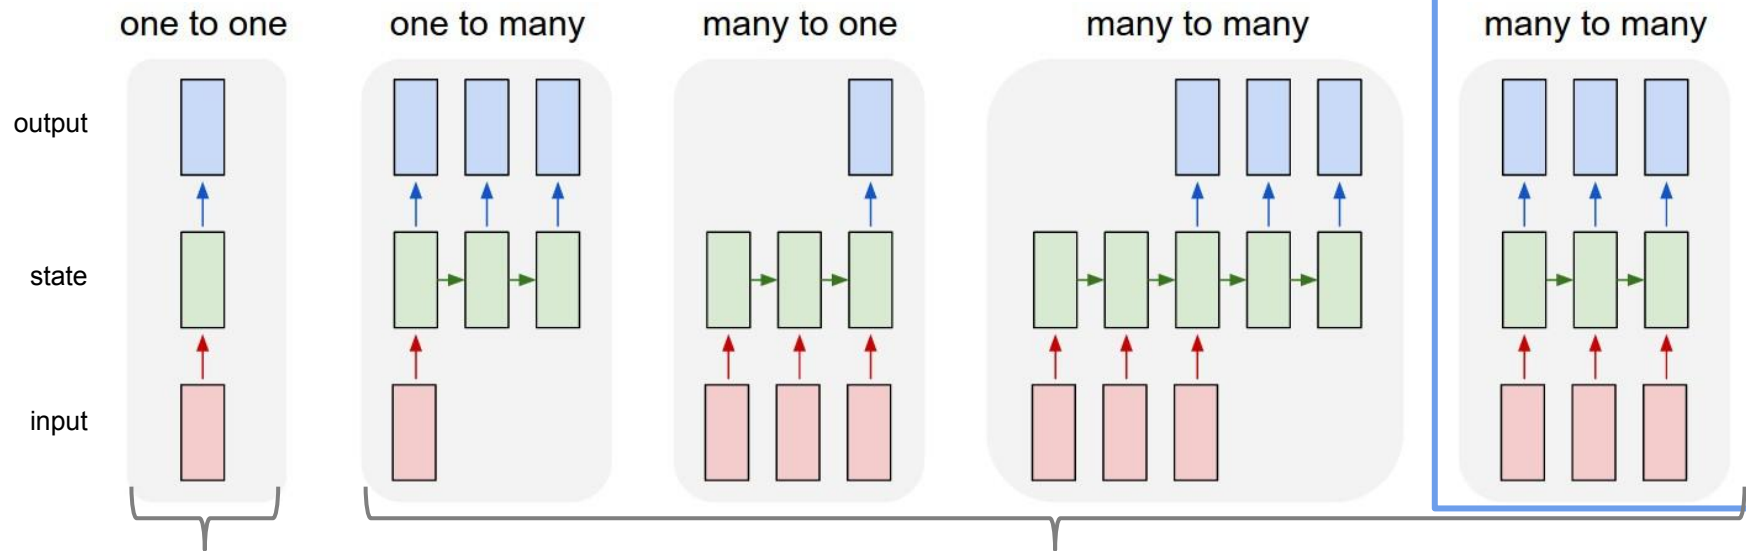 one to one
one to many
many to one
many to many
many to many
output
state
input